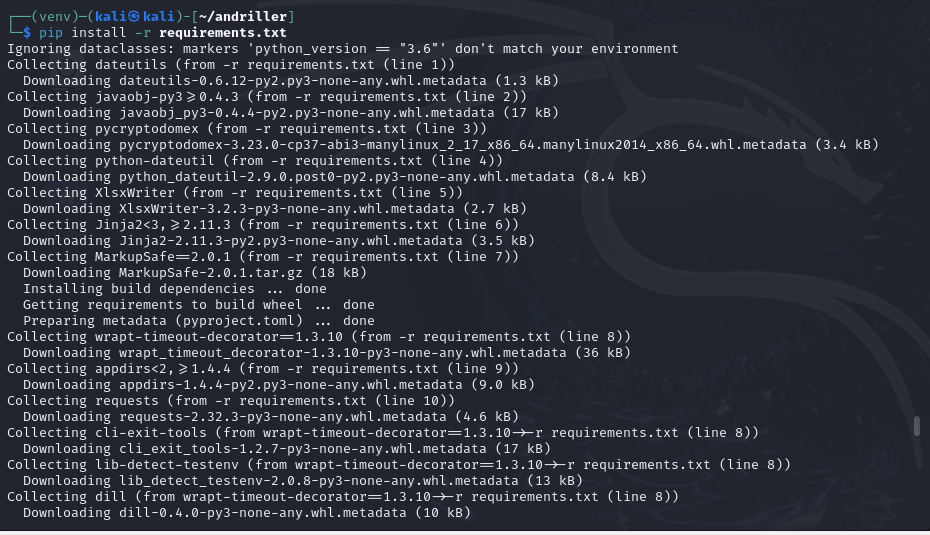 ┌──(venv)─(kali㉿kali)-[~/andriller]
└─$ pip install -r requirements.txt
Ignoring dataclasses: markers 'python_version == "3.6"' don't match your environment
Collecting dateutils (from -r requirements.txt (line 1))
  Downloading dateutils-0.6.12-py2.py3-none-any.whl.metadata (1.3 kB)
Collecting javaobj-py3>=0.4.3 (from -r requirements.txt (line 2))
  Downloading javaobj_py3-0.4.4-py2.py3-none-any.whl.metadata (17 kB)
Collecting pycryptodomex (from -r requirements.txt (line 3))
  Downloading pycryptodomex-3.23.0-cp37-abi3-manylinux_2_17_x86_64.manylinux2014_x86_64.whl.metadata (3.4 kB)
Collecting python-dateutil (from -r requirements.txt (line 4))
  Downloading python_dateutil-2.9.0.post0-py2.py3-none-any.whl.metadata (8.4 kB)
Collecting XlsxWriter (from -r requirements.txt (line 5))
  Downloading XlsxWriter-3.2.3-py3-none-any.whl.metadata (2.7 kB)
Collecting Jinja2<3,>=2.11.3 (from -r requirements.txt (line 6))
  Downloading Jinja2-2.11.3-py2.py3-none-any.whl.metadata (3.5 kB)
Collecting MarkupSafe==2.0.1 (from -r requirements.txt (line 7))
  Downloading MarkupSafe-2.0.1.tar.gz (18 kB)
  Installing build dependencies ... done
  Getting requirements to build wheel ... done
  Preparing metadata (pyproject.toml) ... done
Collecting wrapt-timeout-decorator==1.3.10 (from -r requirements.txt (line 8))
  Downloading wrapt_timeout_decorator-1.3.10-py3-none-any.whl.metadata (36 kB)
Collecting appdirs<2,>=1.4.4 (from -r requirements.txt (line 9))
  Downloading appdirs-1.4.4-py2.py3-none-any.whl.metadata (9.0 kB)
Collecting requests (from -r requirements.txt (line 10))
  Downloading requests-2.32.3-py3-none-any.whl.metadata (4.6 kB)
Collecting cli-exit-tools (from wrapt-timeout-decorator==1.3.10->-r requirements.txt (line 8))
  Downloading cli_exit_tools-1.2.7-py3-none-any.whl.metadata (17 kB)
Collecting lib-detect-testenv (from wrapt-timeout-decorator==1.3.10->-r requirements.txt (line 8))
  Downloading lib_detect_testenv-2.0.8-py3-none-any.whl.metadata (13 kB)
Collecting dill (from wrapt-timeout-decorator==1.3.10->-r requirements.txt (line 8))
  Downloading dill-0.4.0-py3-none-any.whl.metadata (10 kB)